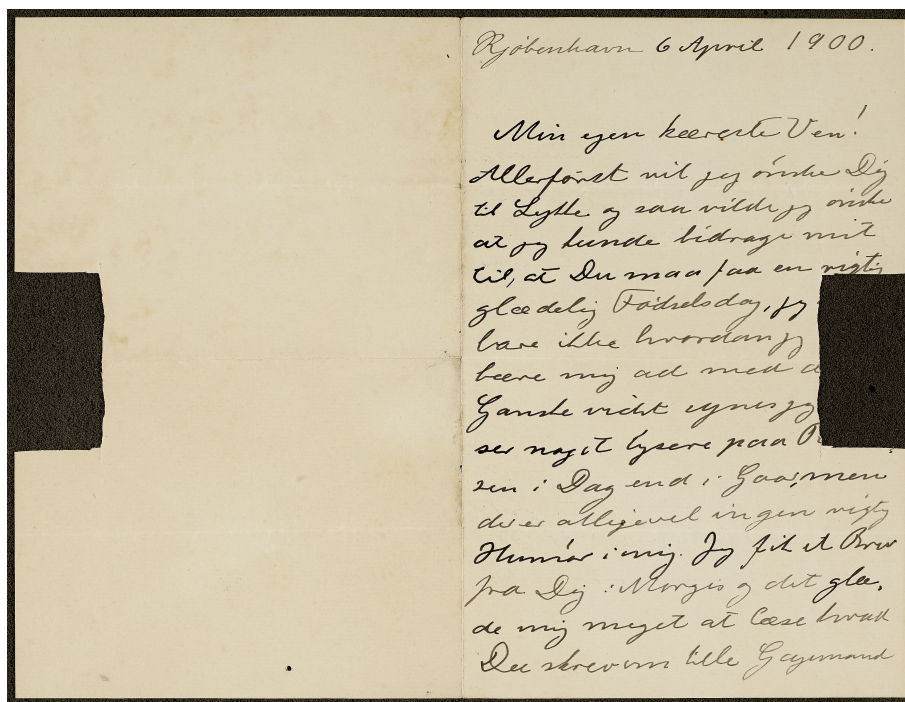 Kjøbenhavn 6 April 1900.
Min egen kæreste Ven!
Allerførst vil jeg ønske Dig
til Lykke og saa vilde jeg ønske
at jeg kunde bidrage mit
til, at Du maa faa en rigtig
glædelig Fødselsdag, jeg
bare ikke hvordan jeg
bære mig ad med
Ganske vidst synes jeg
ser noget lysere paa
sen i Dag end i Gaar, men
der er alligevel ingen rigtig
Humør i mig. Jeg fik et Brev
fra Dig i Morges og det glæ,
de mig meget at læse hvad
Du skrev om lille